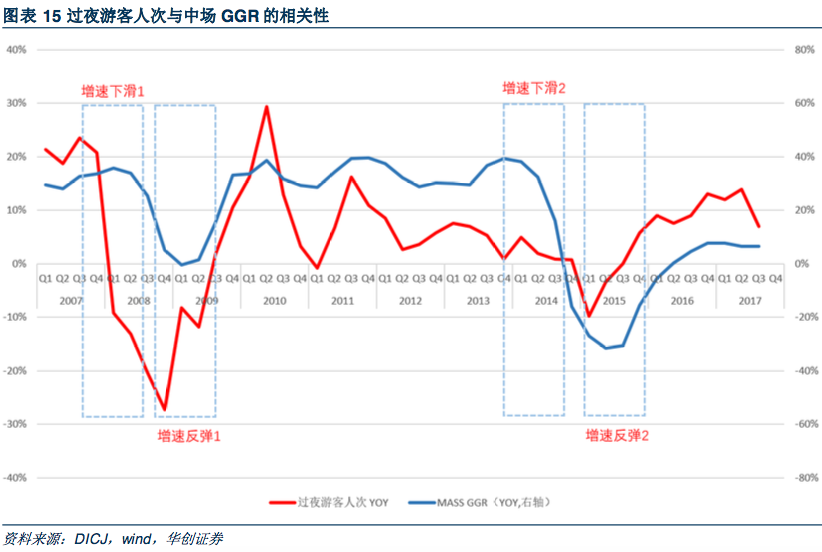 图表 15 过夜游客人次与中场 GGR 的相关性
40%
80%
增速下滑1
增速下滑2
30%
60%
20%
40%
10%
20%
0%
0%
Q1 Q2 Q3 Q4 Q1 Q2 Q3 Q4 Q1 Q2 Q3 Q4 Q1 Q2 Q3 Q4 Q1 Q2 Q3 Q4 Q1 Q2 Q3 Q4 Q1 Q2 Q3 Q4 Q1 Q2 Q3 Q4 Q1 Q2 Q3 Q4 Q1 Q2 Q3 Q4 Q1 Q2 Q3 Q4
2007 2008 2009 2010 2011 2012 2013 2014 2015 2016 2017
-10%
-20%
-20%
-40%
-30%
-60%
增速反弹1
增速反弹2
-40%
-80%
过夜游客人次 YOY
MASS GGR（YOY,右轴）
资料来源：DICJ，wind，华创证券